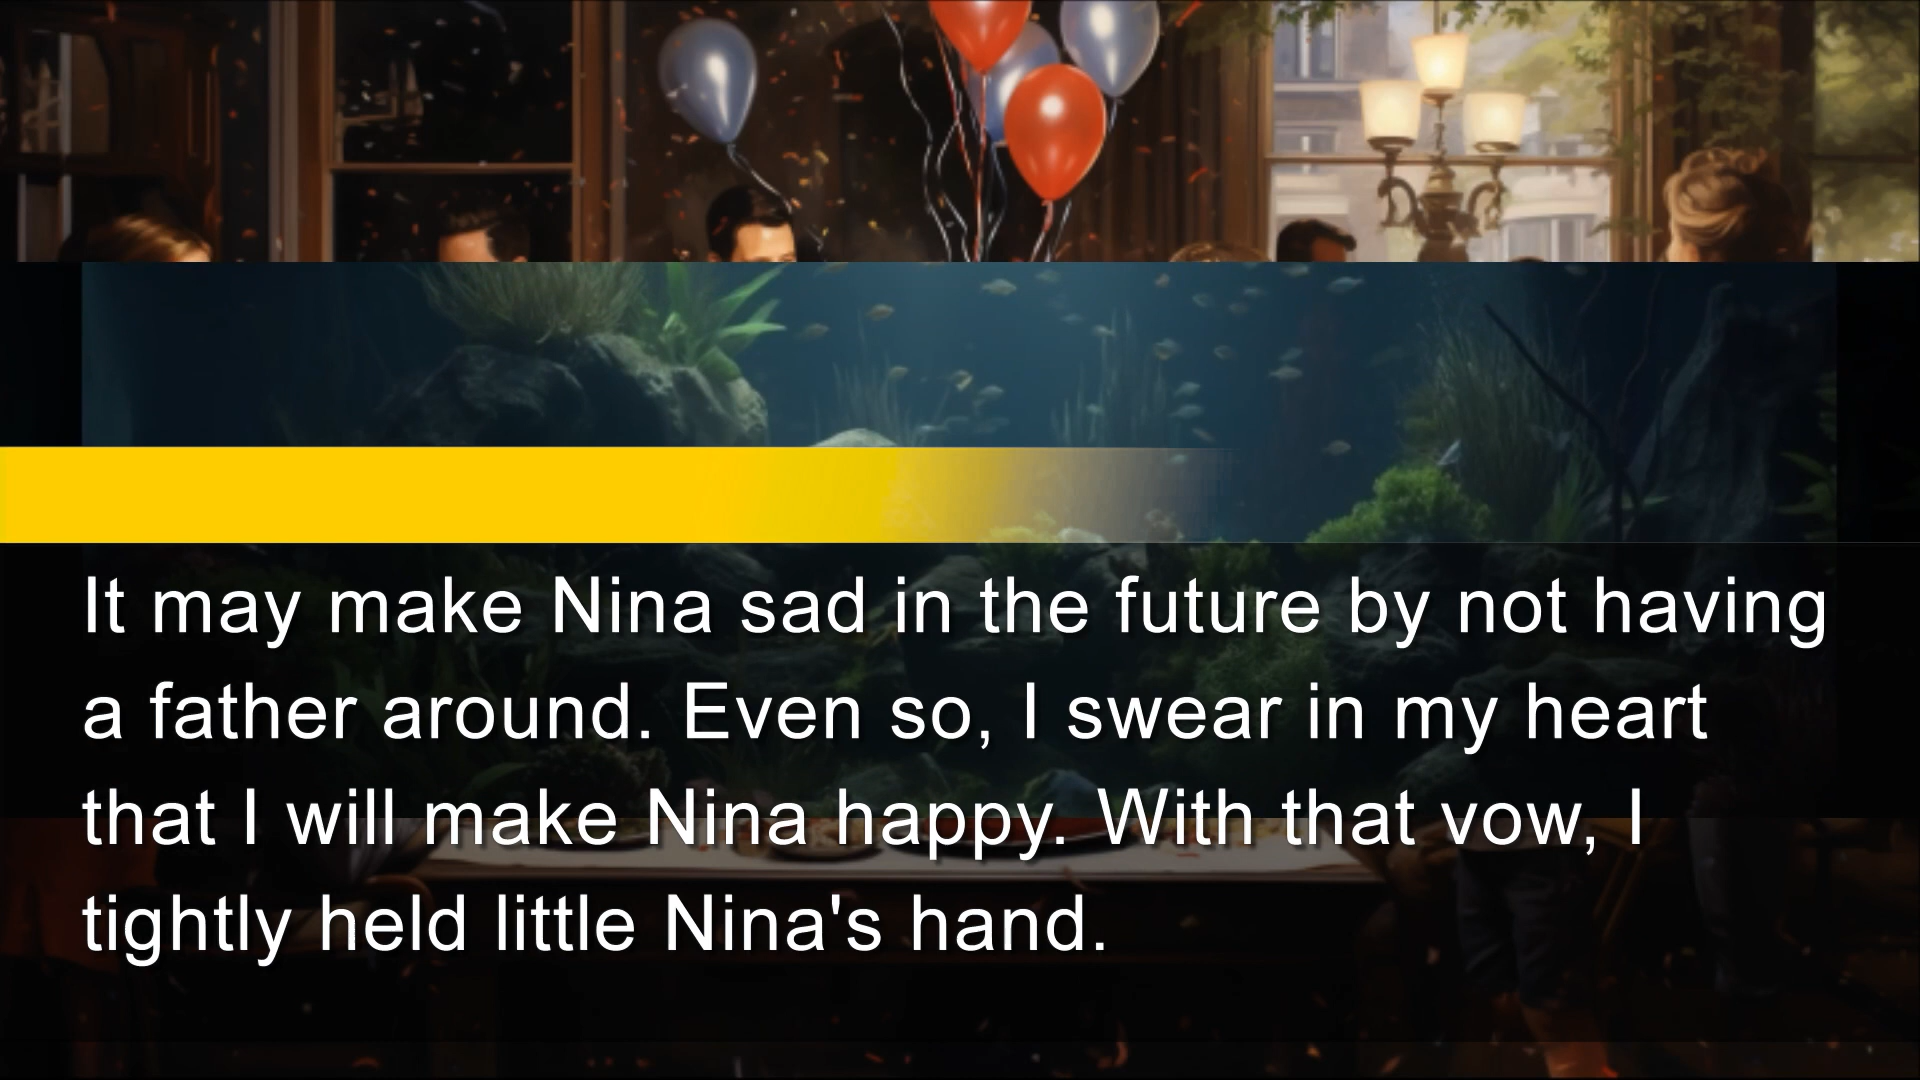 It may make Nina sad in the future by not having
a father around. Even so, I swear in my heart
that I will make Nina happy. With that vow, I
tightly held little Nina's hand.